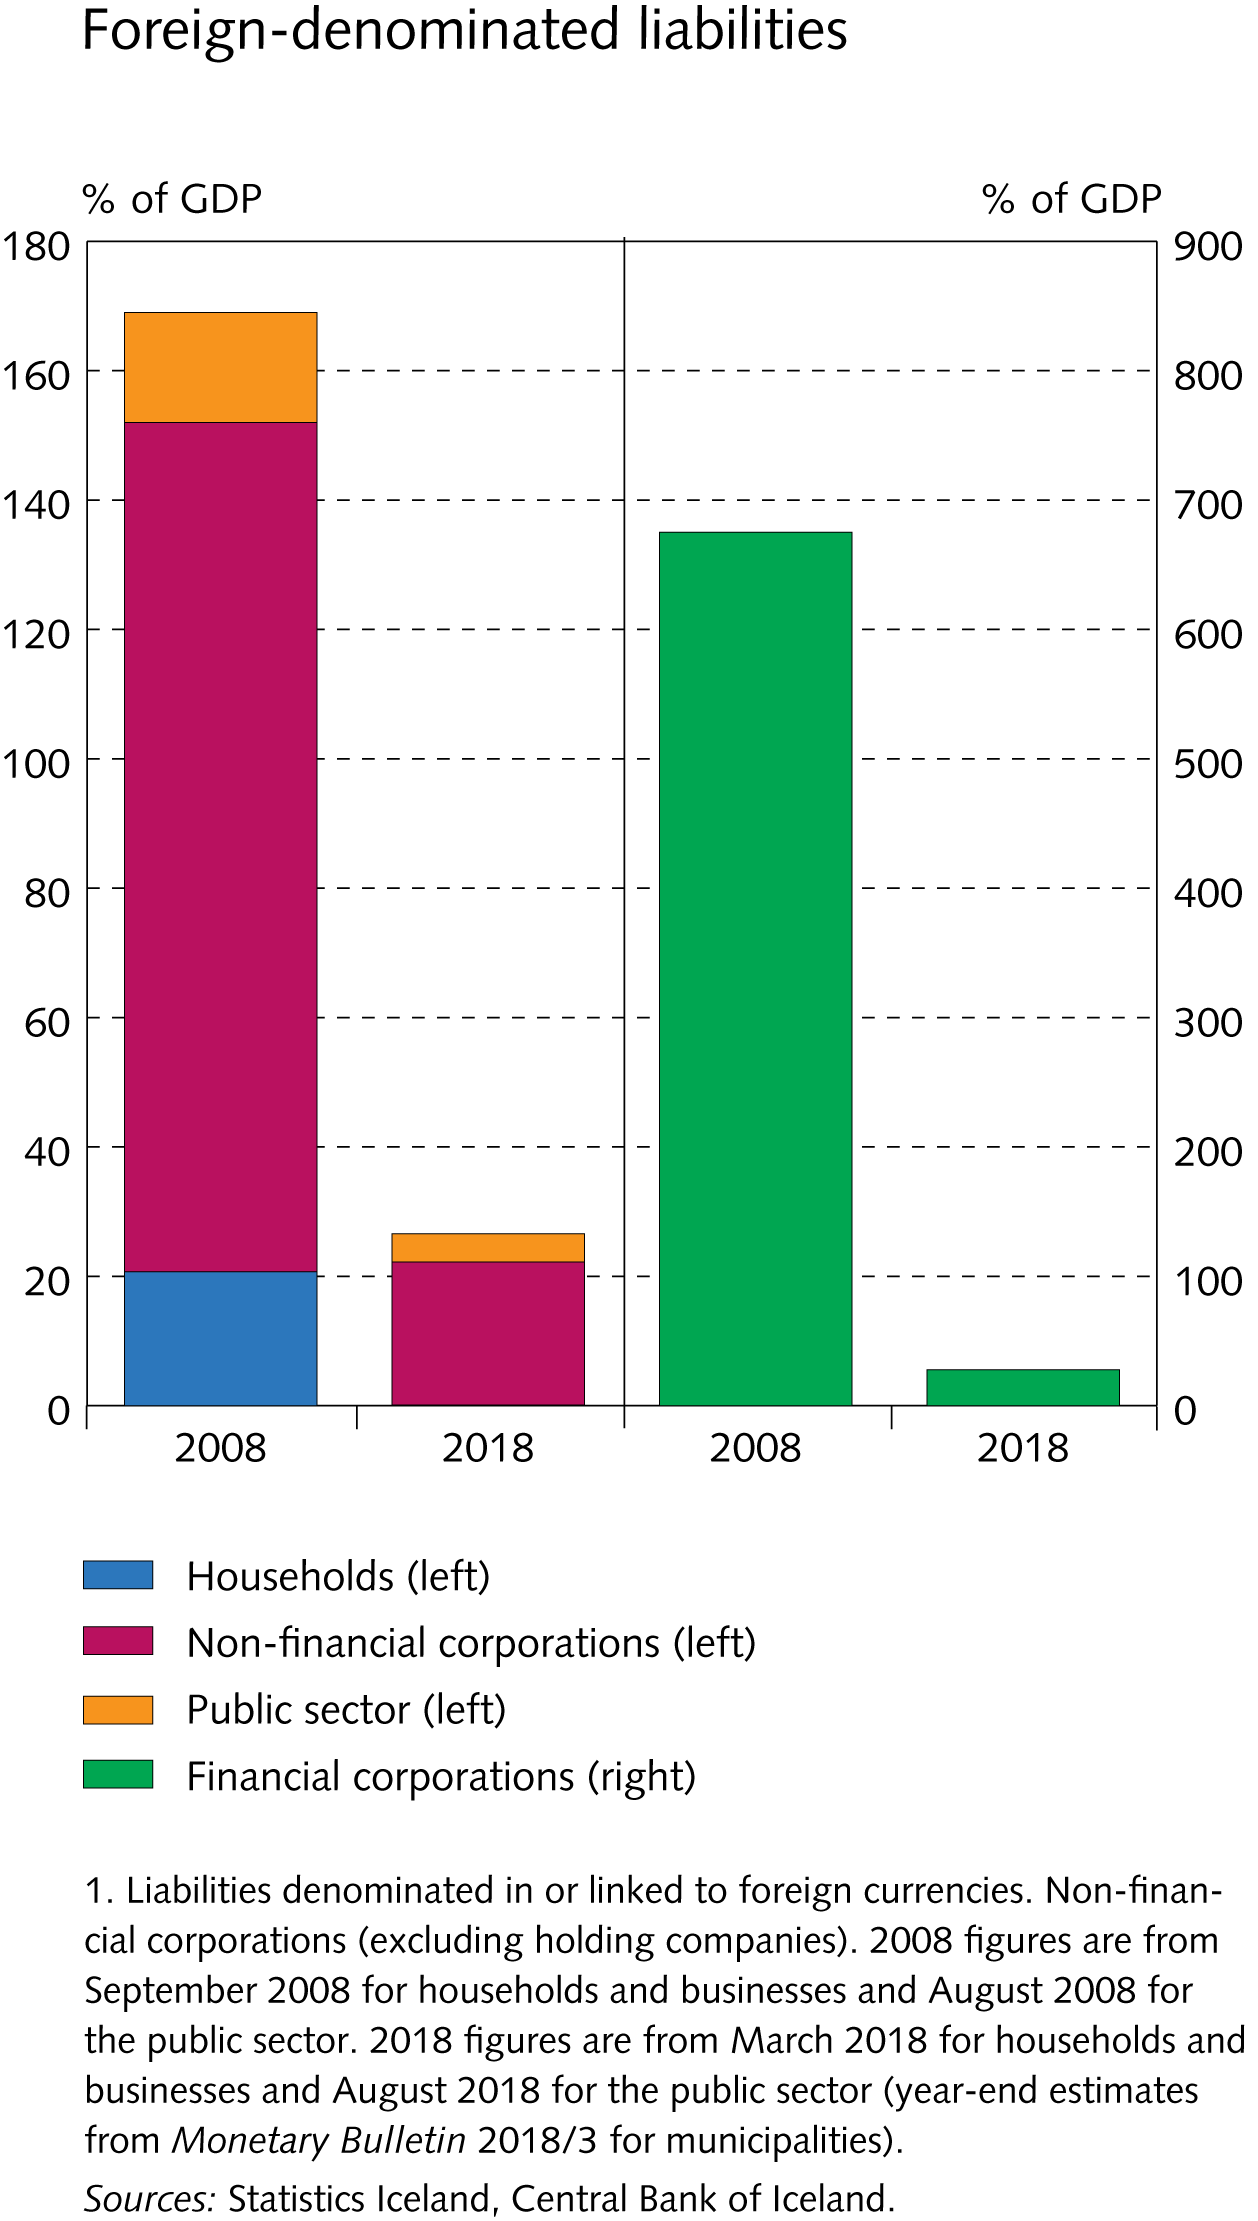 Foreign-denominated liabilities
% of GDP % of GDP
180 900
160 800
140 700
120 600
100 500
80 400
60 300
40 200
20 100
0 0
2008 2018 2008 2018
Households (left)
Non-financial corporations (left)
Public sector (left)
Financial corporations (right)
1. Liabilities denominated in or linked to foreign currencies. Non-finan-
cial corporations (excluding holding companies). 2008 figures are from
September 2008 for households and businesses and August 2008 for
the public sector. 2018 figures are from March 2018 for households and
businesses and August 2018 for the public sector (year-end estimates
from Monetary Bulletin 2018/3 for municipalities).
Sources: Statistics Iceland, Central Bank of Iceland.